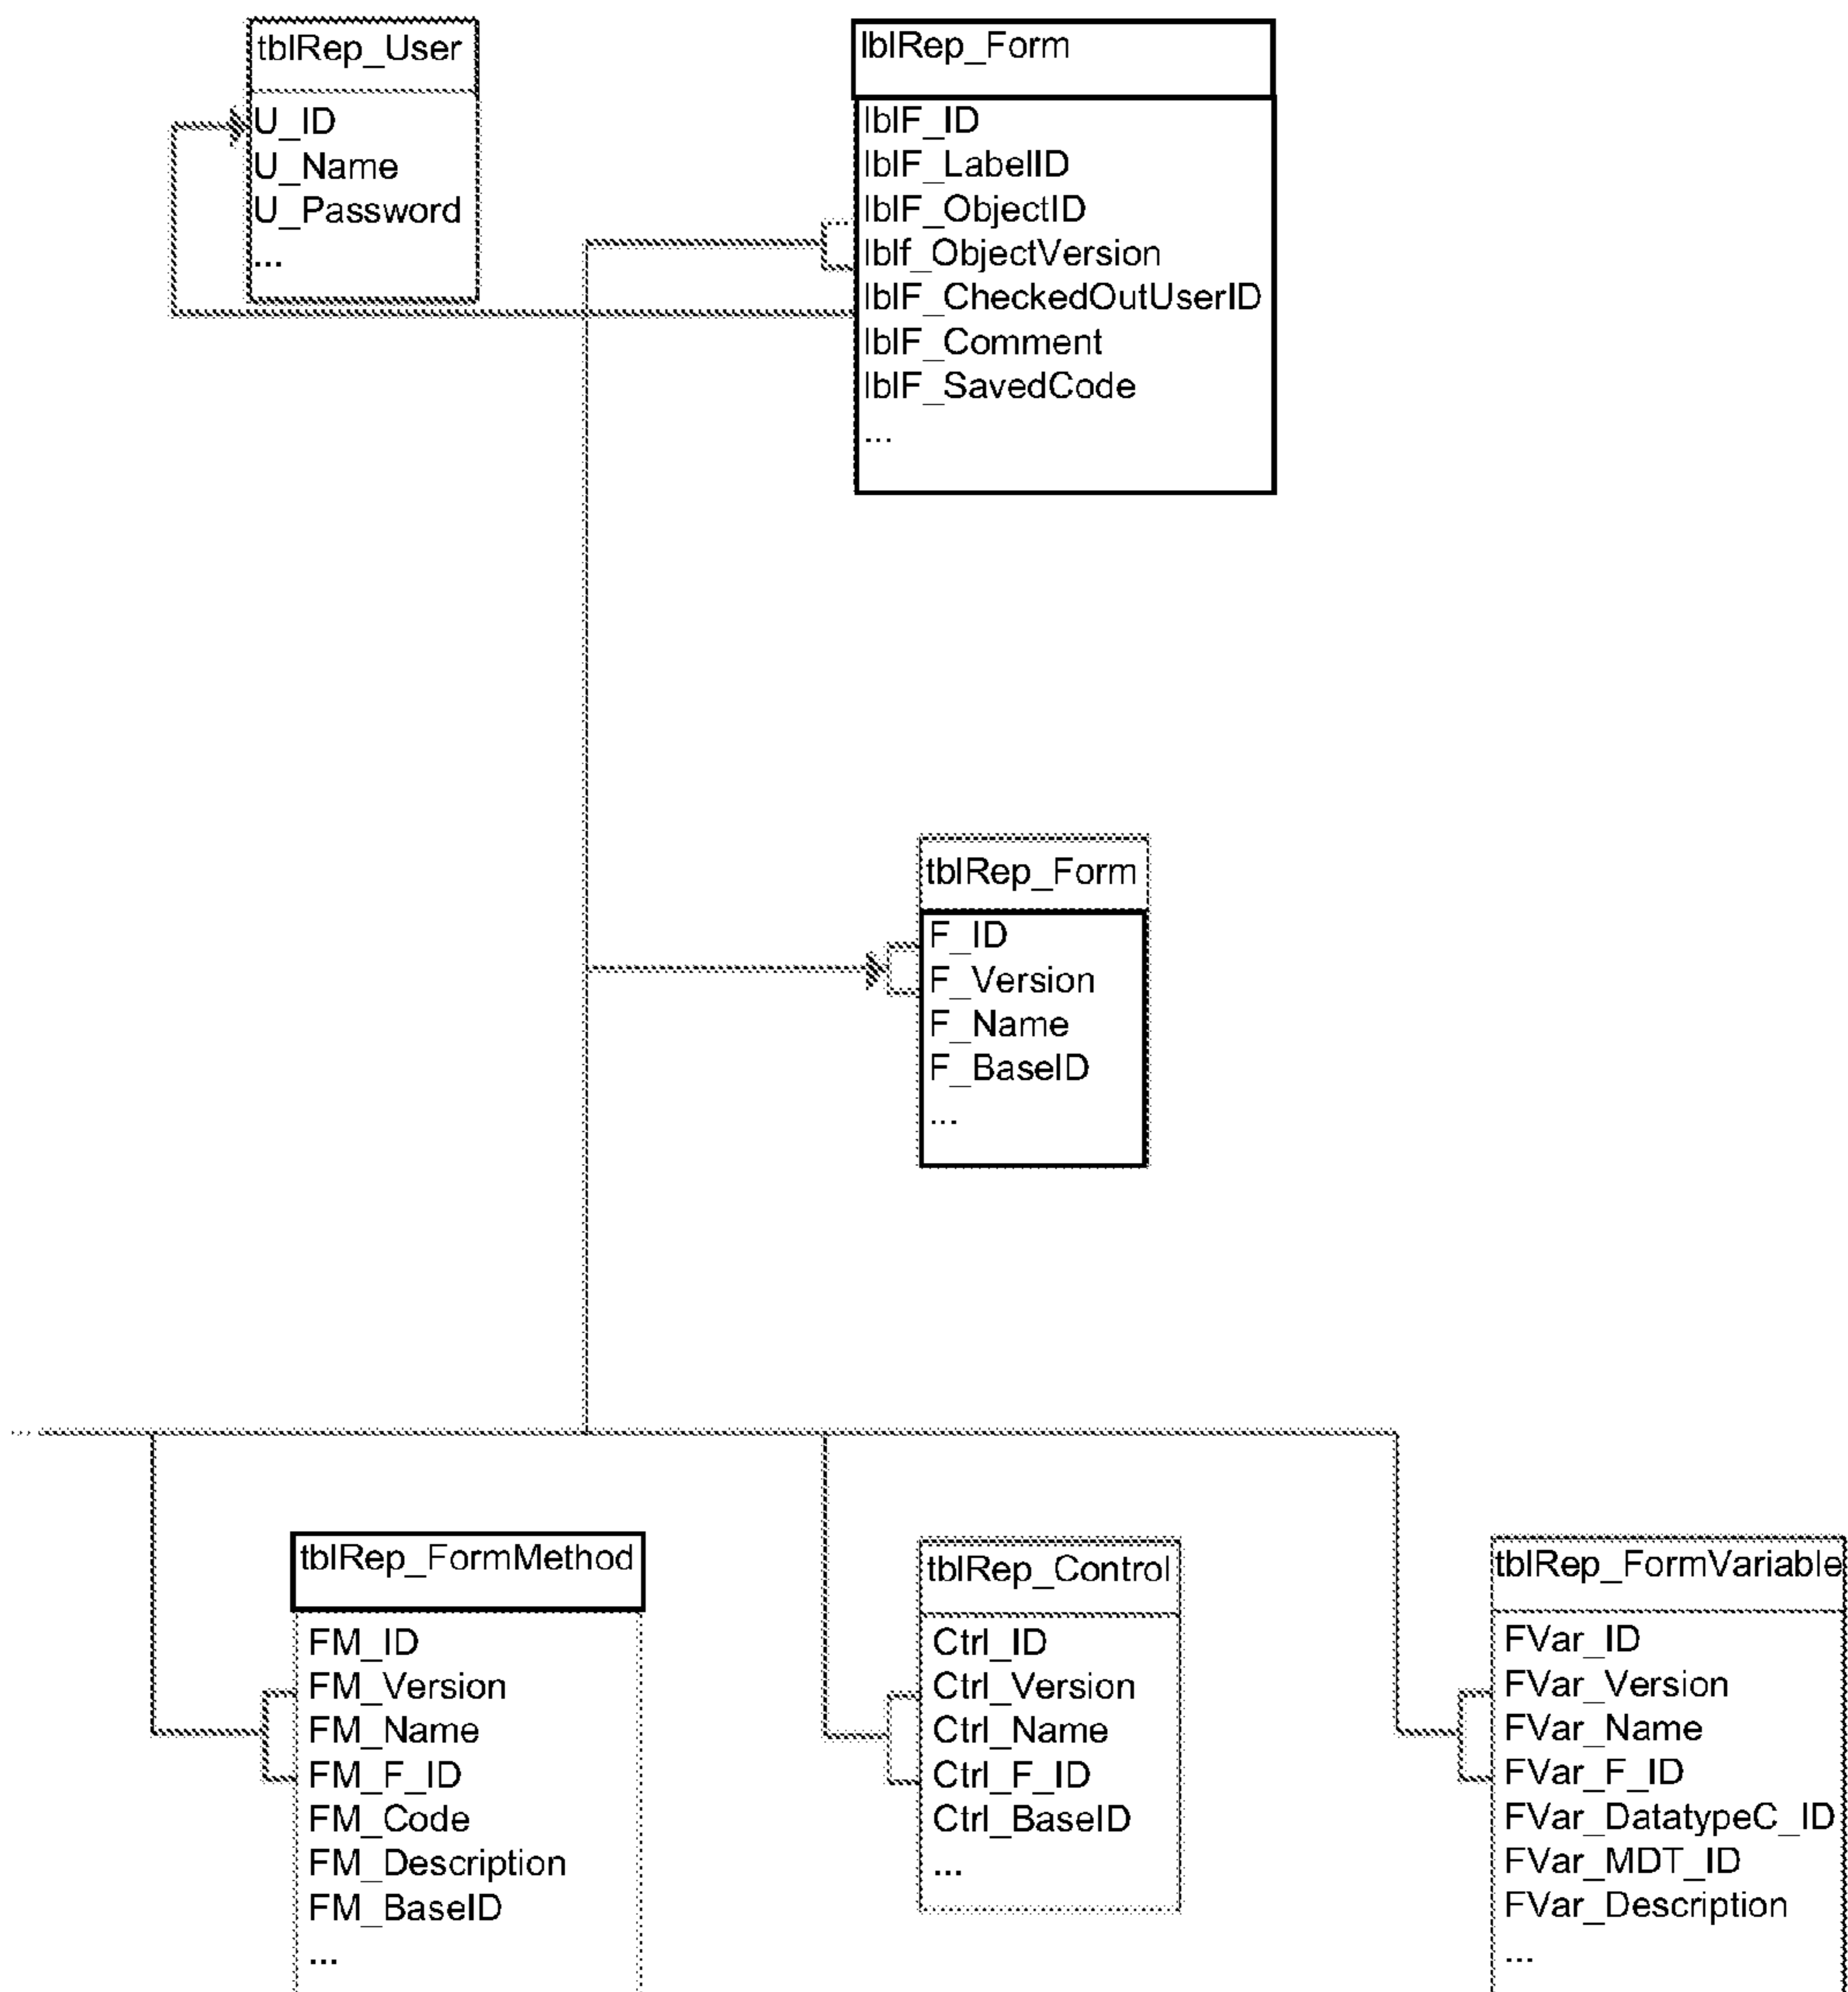 tblRep_User
U_ID
U_Name
U_Password
...
lblRep_Form
lblF_ID
lblF_LabelID
lblF_ObjectID
lblf_ObjectVersion
lblF_CheckedOutUserID
lblF_Comment
lblF_SavedCode
...
tblRep_Form
F_ID
F_Version
F_Name
F_BaseID
...
tblRep_FormMethod
FM_ID
FM_Version
FM_Name
FM_F_ID
FM_Code
FM_Description
FM_BaseID
...
tblRep_Control
Ctrl_ID
Ctrl_Version
Ctrl_Name
Ctrl_F_ID
Ctrl_BaseID
...
tblRep_FormVariable
FVar_ID
FVar_Version
FVar_Name
FVar_F_ID
FVar_DatatypeC_ID
FVar_MDT_ID
FVar_Description
...